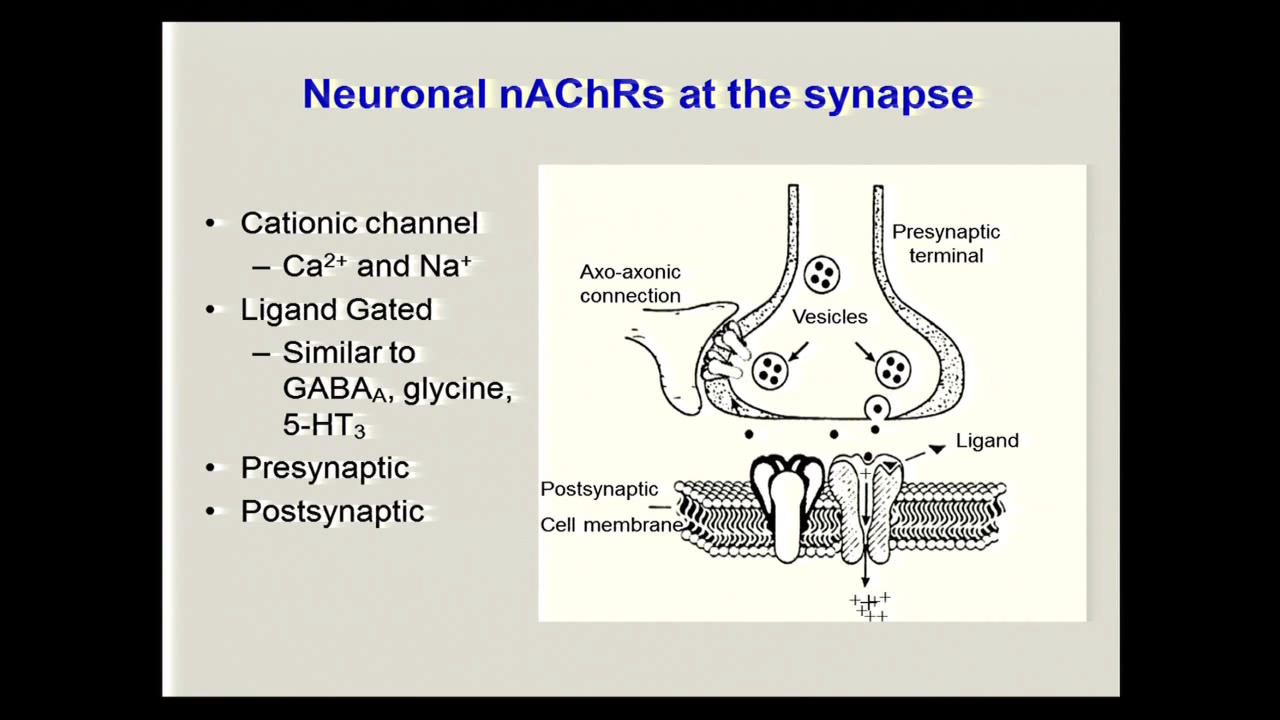 Neuronal nAChRs at the synapse
• Cationic channel
– Ca²⁺ and Na⁺
• Ligand Gated
– Similar to
GABA_A, glycine,
5-HT₃
• Presynaptic
• Postsynaptic
Presynaptic
terminal
Axo-axonic
connection
Vesicles
Ligand
Postsynaptic
Cell membrane